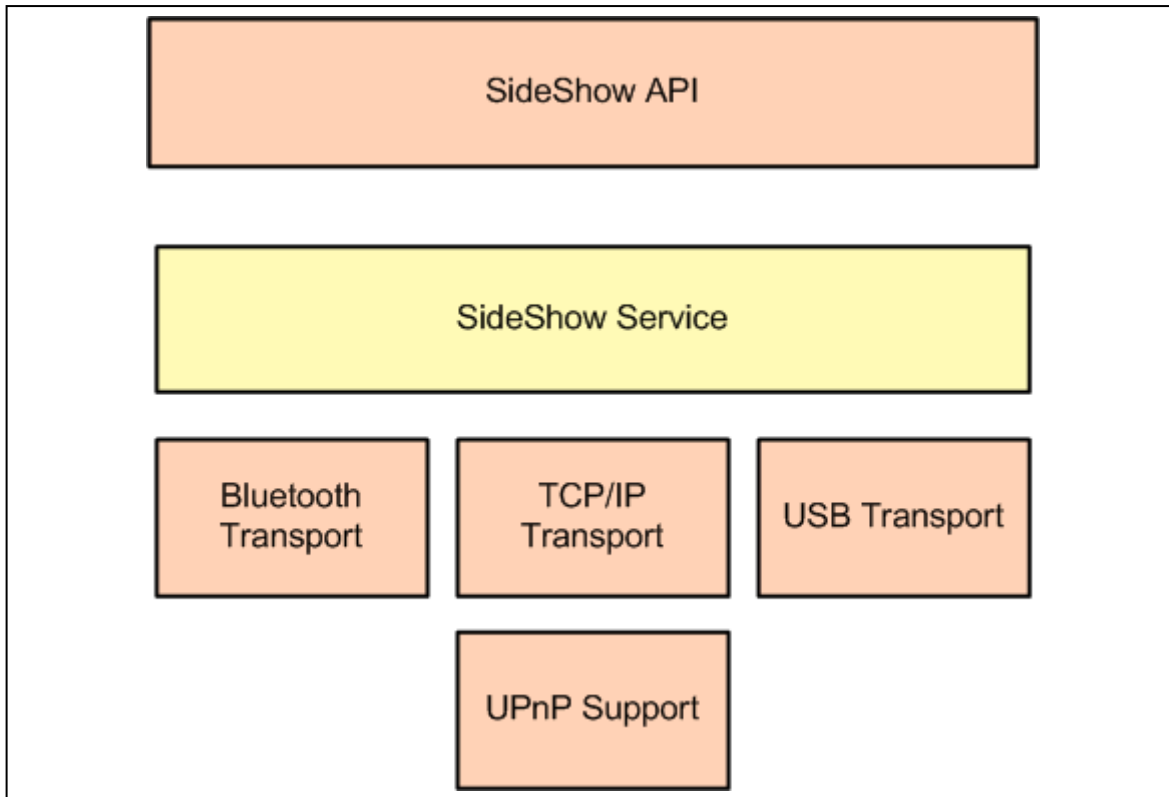 SideShow API
SideShow Service
Bluetooth
Transport
TCP/IP
Transport
USB Transport
UPnP Support